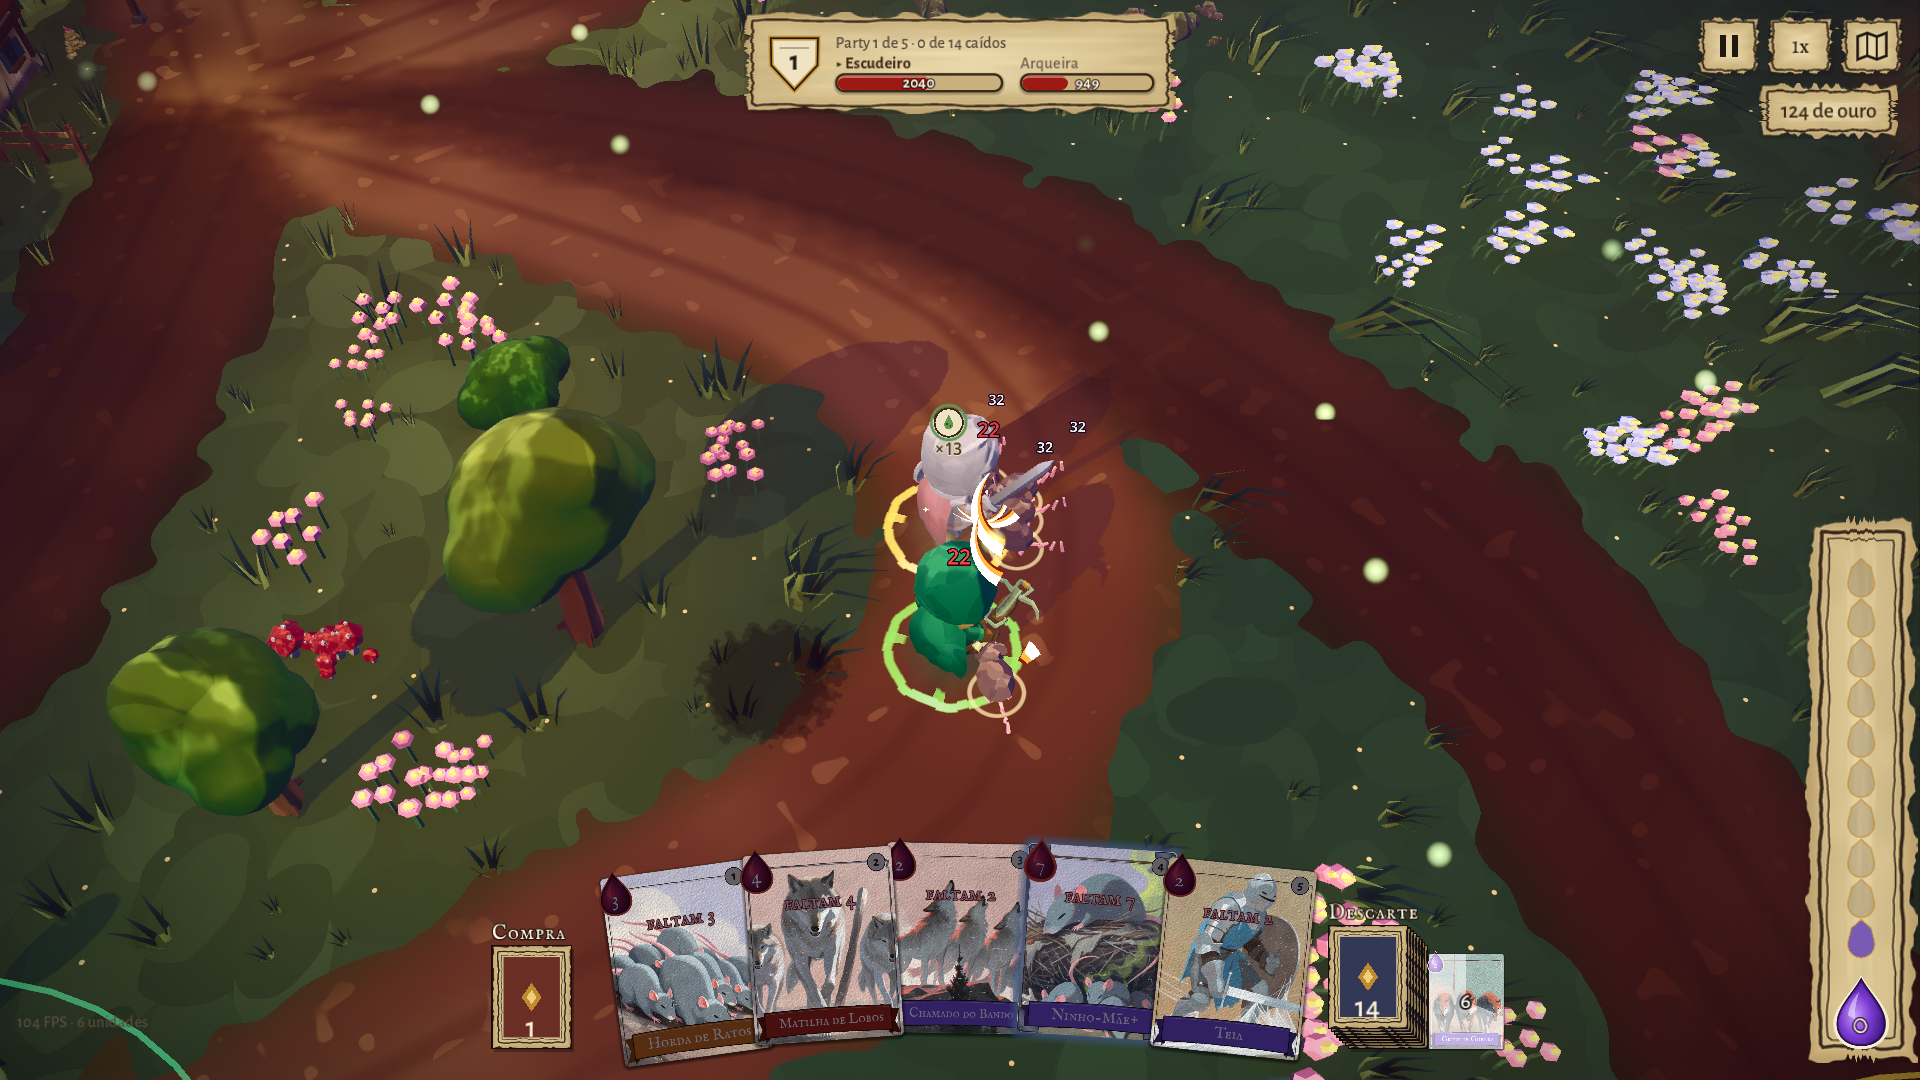 1
Party 1 de 5 · 0 de 14 caídos
▸ Escudeiro
Arqueira
2040
949
1x
124 de ouro
32
22
32
32
×13
22
3
1
FALTAM 3
HORDA DE RATOS
4
2
FALTAM 4
MATILHA DE LOBOS
2
3
FALTAM 2
CHAMADO DO BANDO
7
4
FALTAM 7
NINHO-MÃE+
2
5
FALTAM 2
TEIA
COMPRA
1
DESCARTE
14
6
0
104 FPS · 6 unidades